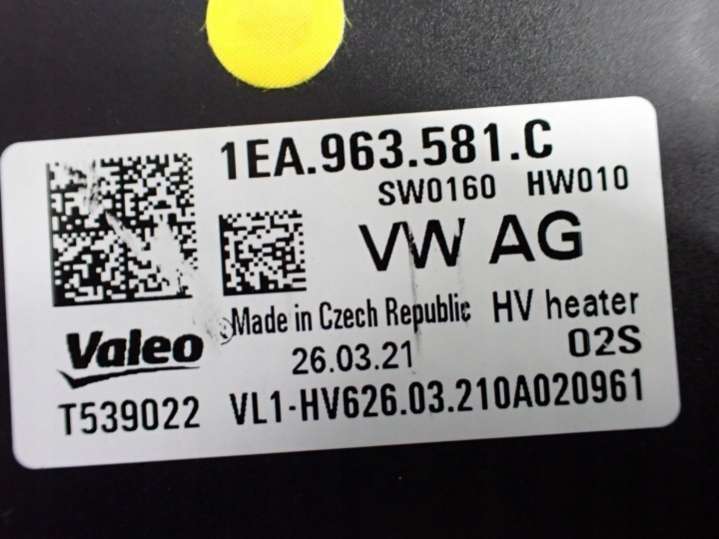 1EA.963.581.C
SW0160 HW010
VW AG
Made in Czech Republic HV heater
Valeo 26.03.21 02S
T539022 VL1-HV626.03.210A020961